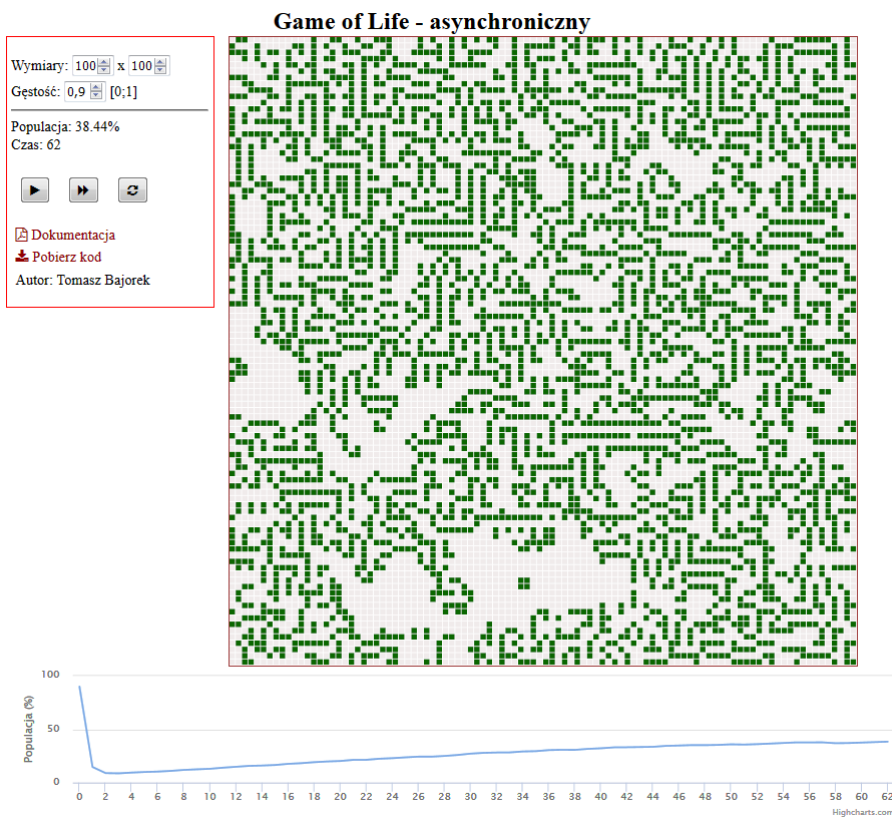 Game of Life - asynchroniczny
Wymiary: 100 x 100
Gęstość: 0,9 [0;1]
Populacja: 38.44%
Czas: 62
Dokumentacja
Pobierz kod
Autor: Tomasz Bajorek
Populacja (%)
100
50
0
0 2 4 6 8 10 12 14 16 18 20 22 24 26 28 30 32 34 36 38 40 42 44 46 48 50 52 54 56 58 60 62
Highcharts.com